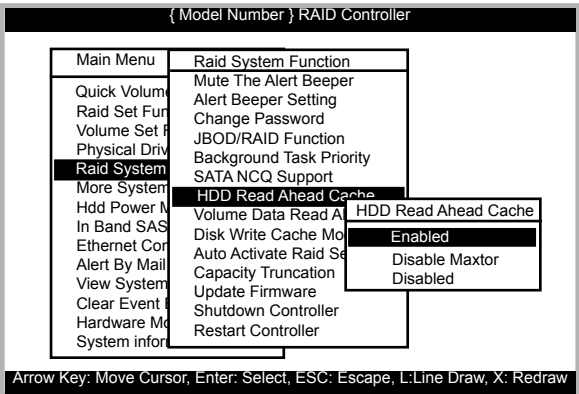 { Model Number } RAID Controller
Main Menu
Quick Volum
Raid Set Fun
Volume Set F
Physical Driv
Raid System
More System
Hdd Power M
In Band SAS
Ethernet Con
Alert By Mail
View System
Clear Event
Hardware Mo
System infor
Raid System Function
Mute The Alert Beeper
Alert Beeper Setting
Change Password
JBOD/RAID Function
Background Task Priority
SATA NCQ Support
HDD Read Ahead Cache
Volume Data Read A
Disk Write Cache Mo
Auto Activate Raid Se
Capacity Truncation
Update Firmware
Shutdown Controller
Restart Controller
HDD Read Ahead Cache
Enabled
Disable Maxtor
Disabled
Arrow Key: Move Cursor, Enter: Select, ESC: Escape, L:Line Draw, X: Redraw